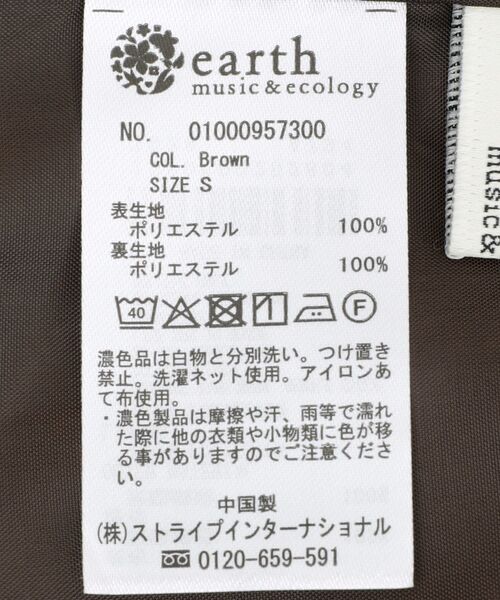 earth
music & ecology
NO. 01000957300
COL. Brown
SIZE S
表生地
ポリエステル 100%
裏生地
ポリエステル 100%
40 F
濃色品は白物と分別洗い。つけ置き
禁止。洗濯ネット使用。アイロンあ
て布使用。
・濃色製品は摩擦や汗、雨等で濡れ
た際に他の衣類や小物類に色が移
る事がありますのでご注意くださ
い。
中国製
(株)ストライプインターナショナル
0120-659-591
music &